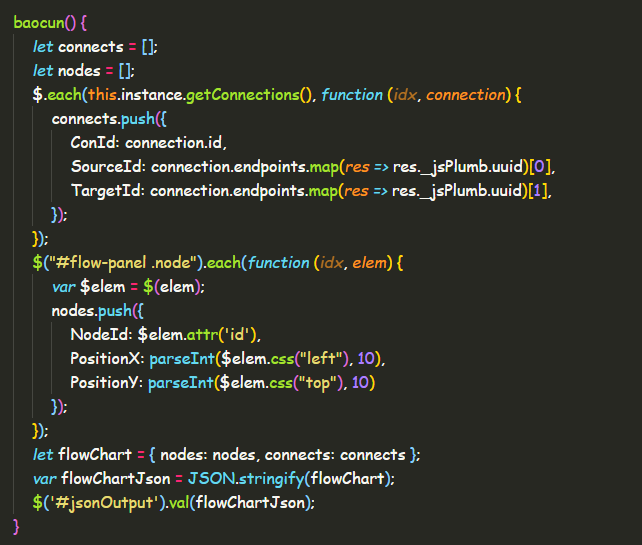 baocun() {
let connects = [];
let nodes = [];
$.each(this.instance.getConnections(), function (idx, connection) {
connects.push({
ConId: connection.id,
SourceId: connection.endpoints.map(res => res._jsPlumb.uuid)[0],
TargetId: connection.endpoints.map(res => res._jsPlumb.uuid)[1],
});
});
$("#flow-panel .node").each(function (idx, elem) {
var $elem = $(elem);
nodes.push({
NodeId: $elem.attr('id'),
PositionX: parseInt($elem.css("left"), 10),
PositionY: parseInt($elem.css("top"), 10)
});
});
let flowChart = { nodes: nodes, connects: connects };
var flowChartJson = JSON.stringify(flowChart);
$('#jsonOutput').val(flowChartJson);
}